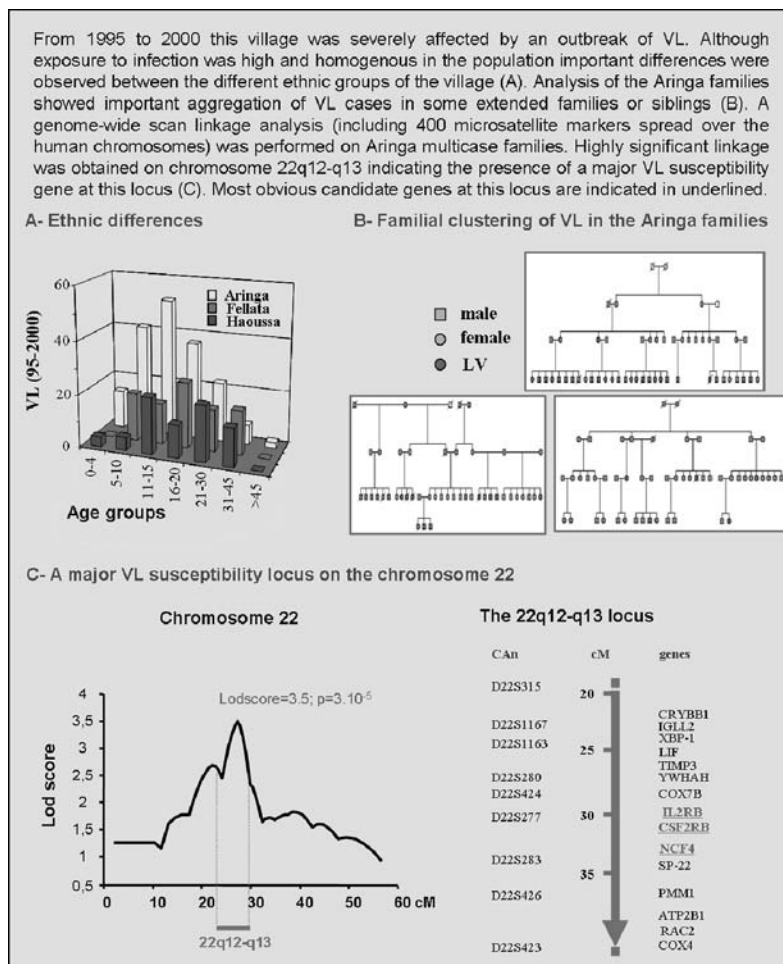 From 1995 to 2000 this village was severely affected by an outbreak of VL. Although
exposure to infection was high and homogenous in the population important differences were
observed between the different ethnic groups of the village (A). Analysis of the Aringa families
showed important aggregation of VL cases in some extended families or siblings (B). A
genome-wide scan linkage analysis (including 400 microsatellite markers spread over the
human chromosomes) was performed on Aringa multicase families. Highly significant linkage
was obtained on chromosome 22q12-q13 indicating the presence of a major VL susceptibility
gene at this locus (C). Most obvious candidate genes at this locus are indicated in underlined.
A- Ethnic differences
B- Familial clustering of VL in the Aringa families
60
40
20
0
VL (95-2000)
Aringa
Fellata
Haoussa
0-4
5-10
11-15
16-20
21-30
31-45
>45
Age groups
male
female
LV
C- A major VL susceptibility locus on the chromosome 22
Chromosome 22
Lodscore=3.5; p=3.10-5
Lod score
4
3,5
3
2,5
2
1,5
1
0,5
0 10 20 30 40 50 60 cM
22q12-q13
The 22q12-q13 locus
CAn cM genes
D22S315
20
CRYBB1
D22S1167
IGLL2
D22S1163
XBP-1
25
LIF
TIMP3
D22S280
YWHAH
D22S424
COX7B
D22S277
30
IL2RB
CSF2RB
NCF4
D22S283
SP-22
35
D22S426
PMM1
ATP2B1
RAC2
D22S423
COX4